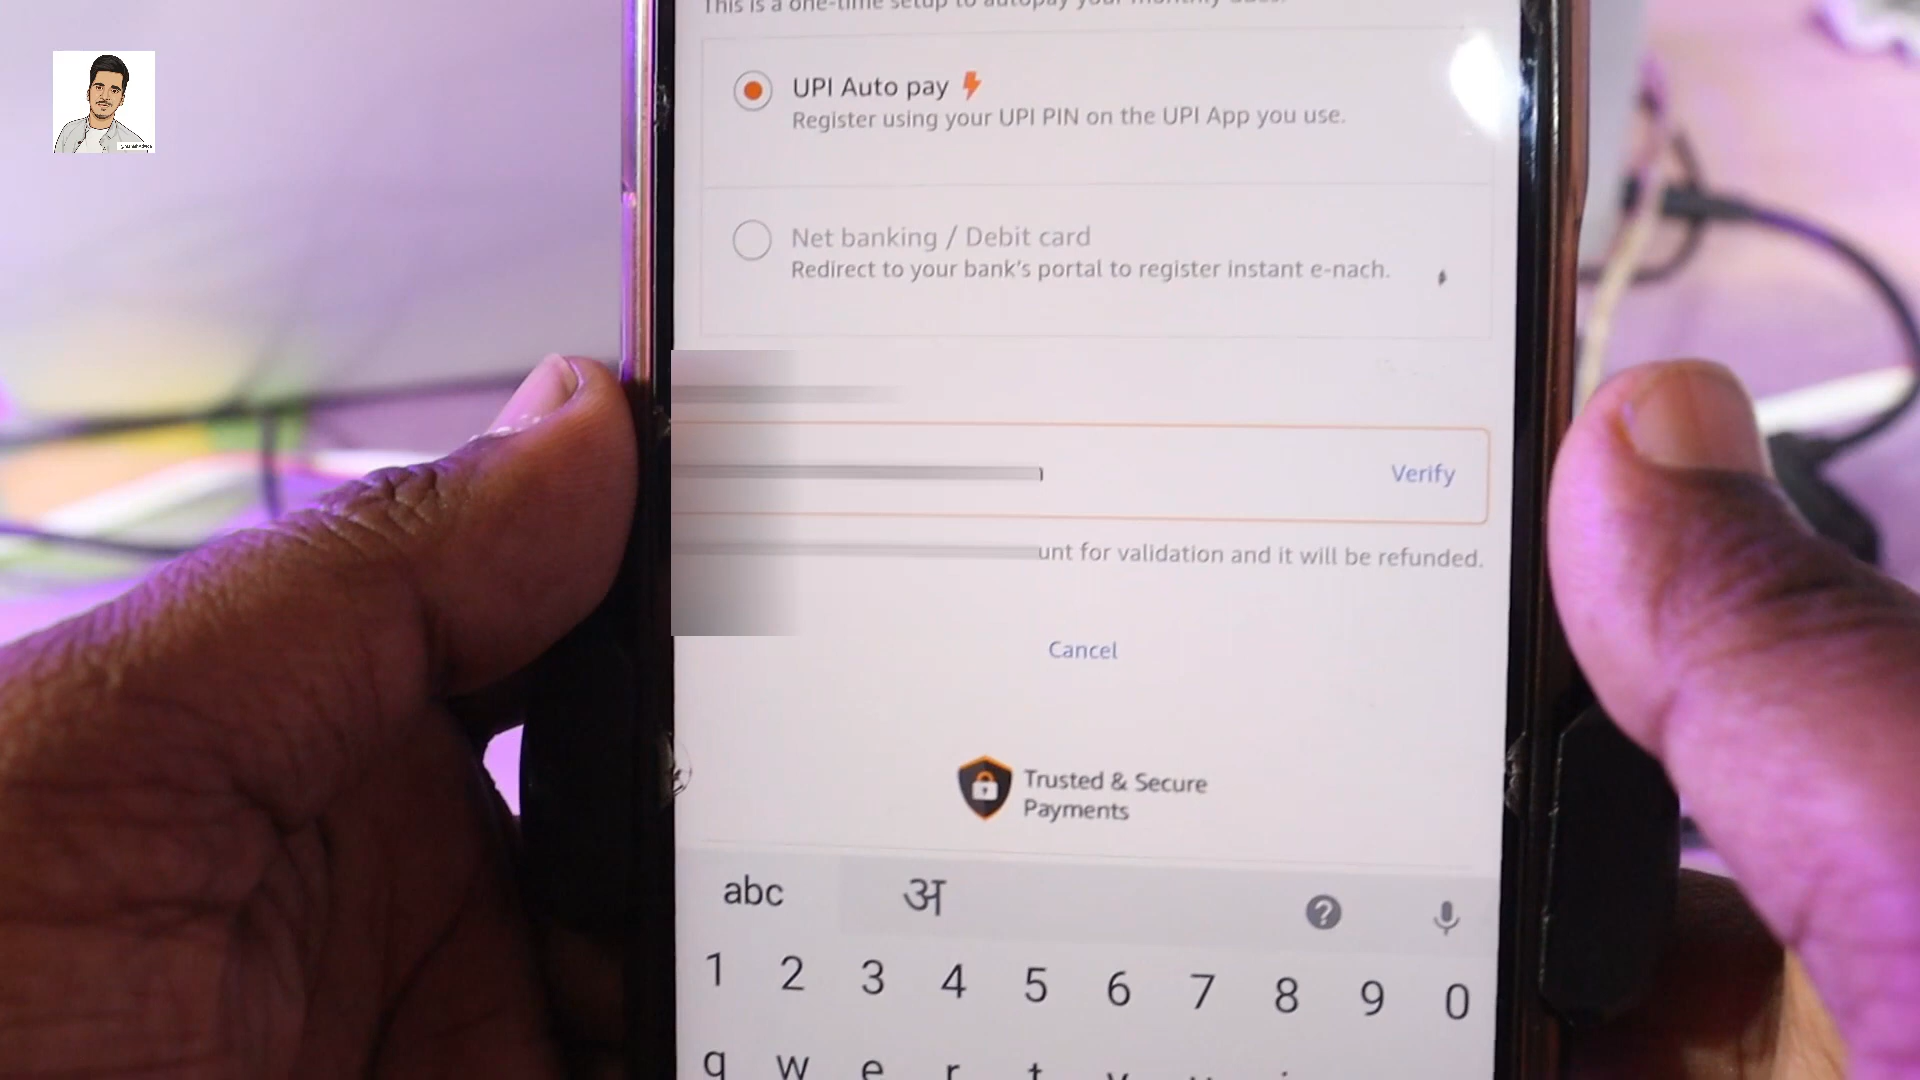 This is a one-time setup to autopay your monthly
UPI Auto pay
Register using your UPI PIN on the UPI App you use.
Net banking / Debit card
Redirect to your bank's portal to register instant e-nach.
Verify
for validation and it will be refunded.
Cancel
Trusted & Secure
Payments
abc अ
1 2 3 4 5 6 7 8 9 0
q w e r t